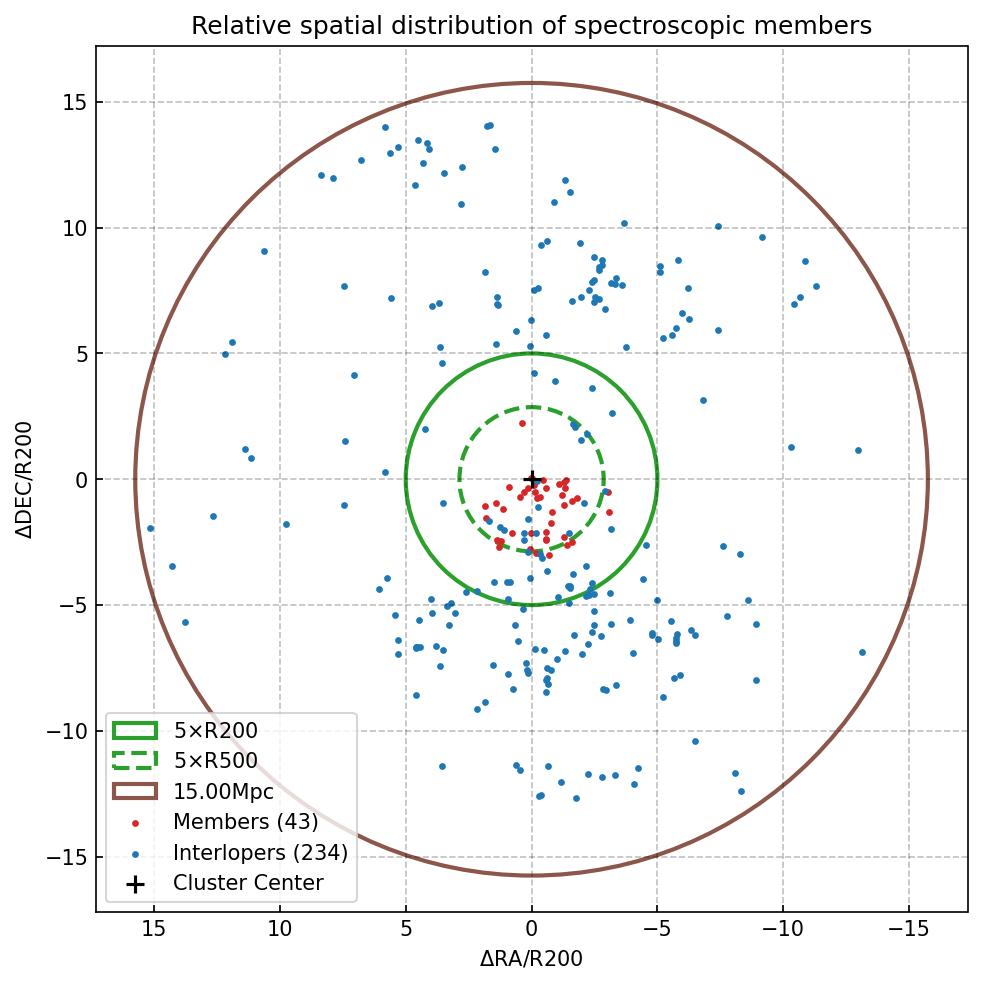 Relative spatial distribution of spectroscopic members
ΔDEC/R200
15
10
5
0
−5
−10
−15
5×R200
5×R500
15.00Mpc
Members (43)
Interlopers (234)
Cluster Center
15 10 5 0 −5 −10 −15
ΔRA/R200